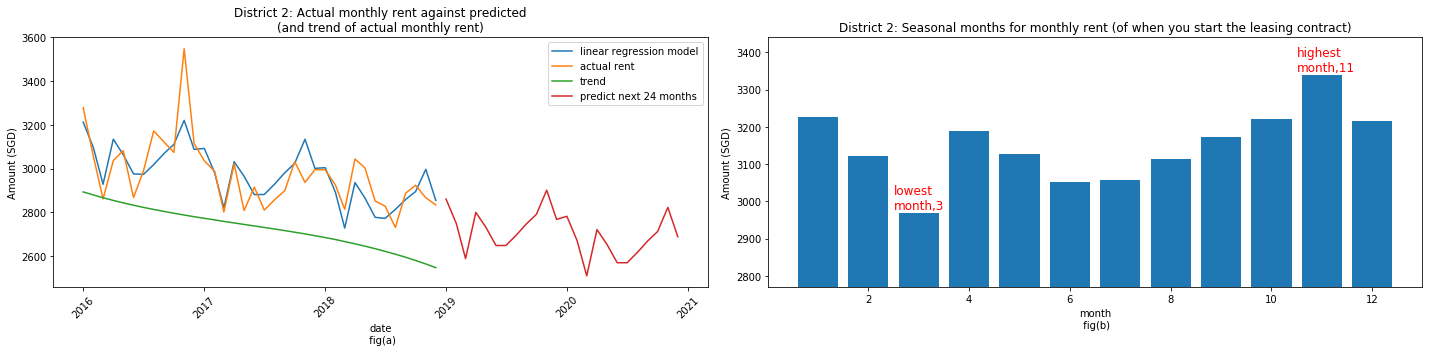 District 2: Actual monthly rent against predicted
(and trend of actual monthly rent)
3600
3400
3200
3000
2800
2600
Amount (SGD)
linear regression model
actual rent
trend
predict next 24 months
2016
2017
2018
2019
2020
2021
date
fig(a)
District 2: Seasonal months for monthly rent (of when you start the leasing contract)
3400
3300
3200
3100
3000
2900
2800
Amount (SGD)
highest
month,11
lowest
month,3
2
4
6
8
10
12
month
fig(b)